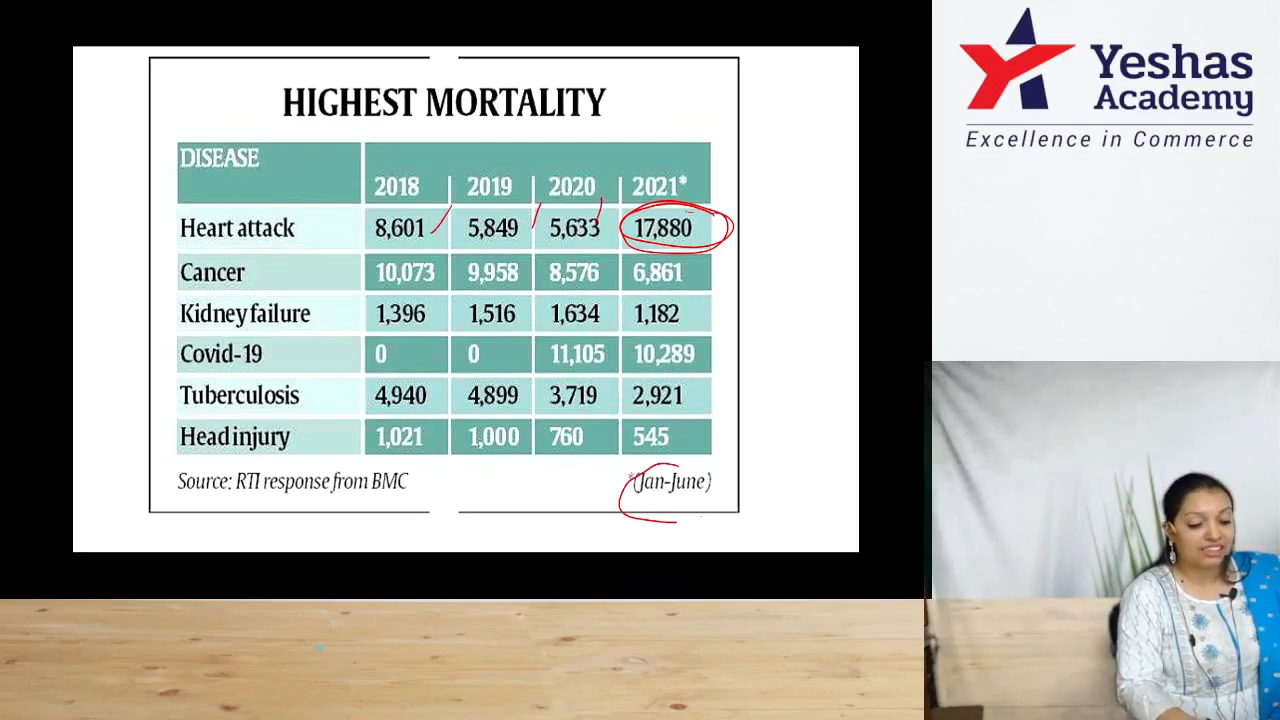 HIGHEST MORTALITY
DISEASE 2018 2019 2020 2021*
Heart attack 8,601 5,849 5,633 17,880
Cancer 10,073 9,958 8,576 6,861
Kidney failure 1,396 1,516 1,634 1,182
Covid-19 0 0 11,105 10,289
Tuberculosis 4,940 4,899 3,719 2,921
Head injury 1,021 1,000 760 545
Source: RTI response from BMC *(Jan-June)
Yeshas
Academy
Excellence in Commerce